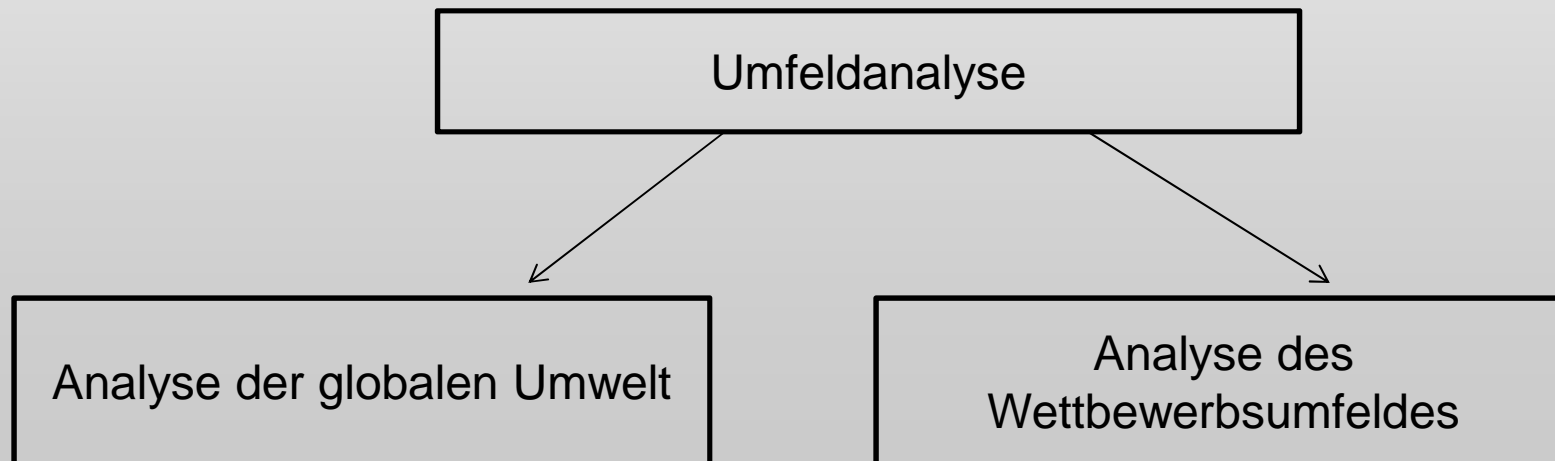 Umfeldanalyse
Analyse der globalen Umwelt
Analyse des
Wettbewerbsumfeldes